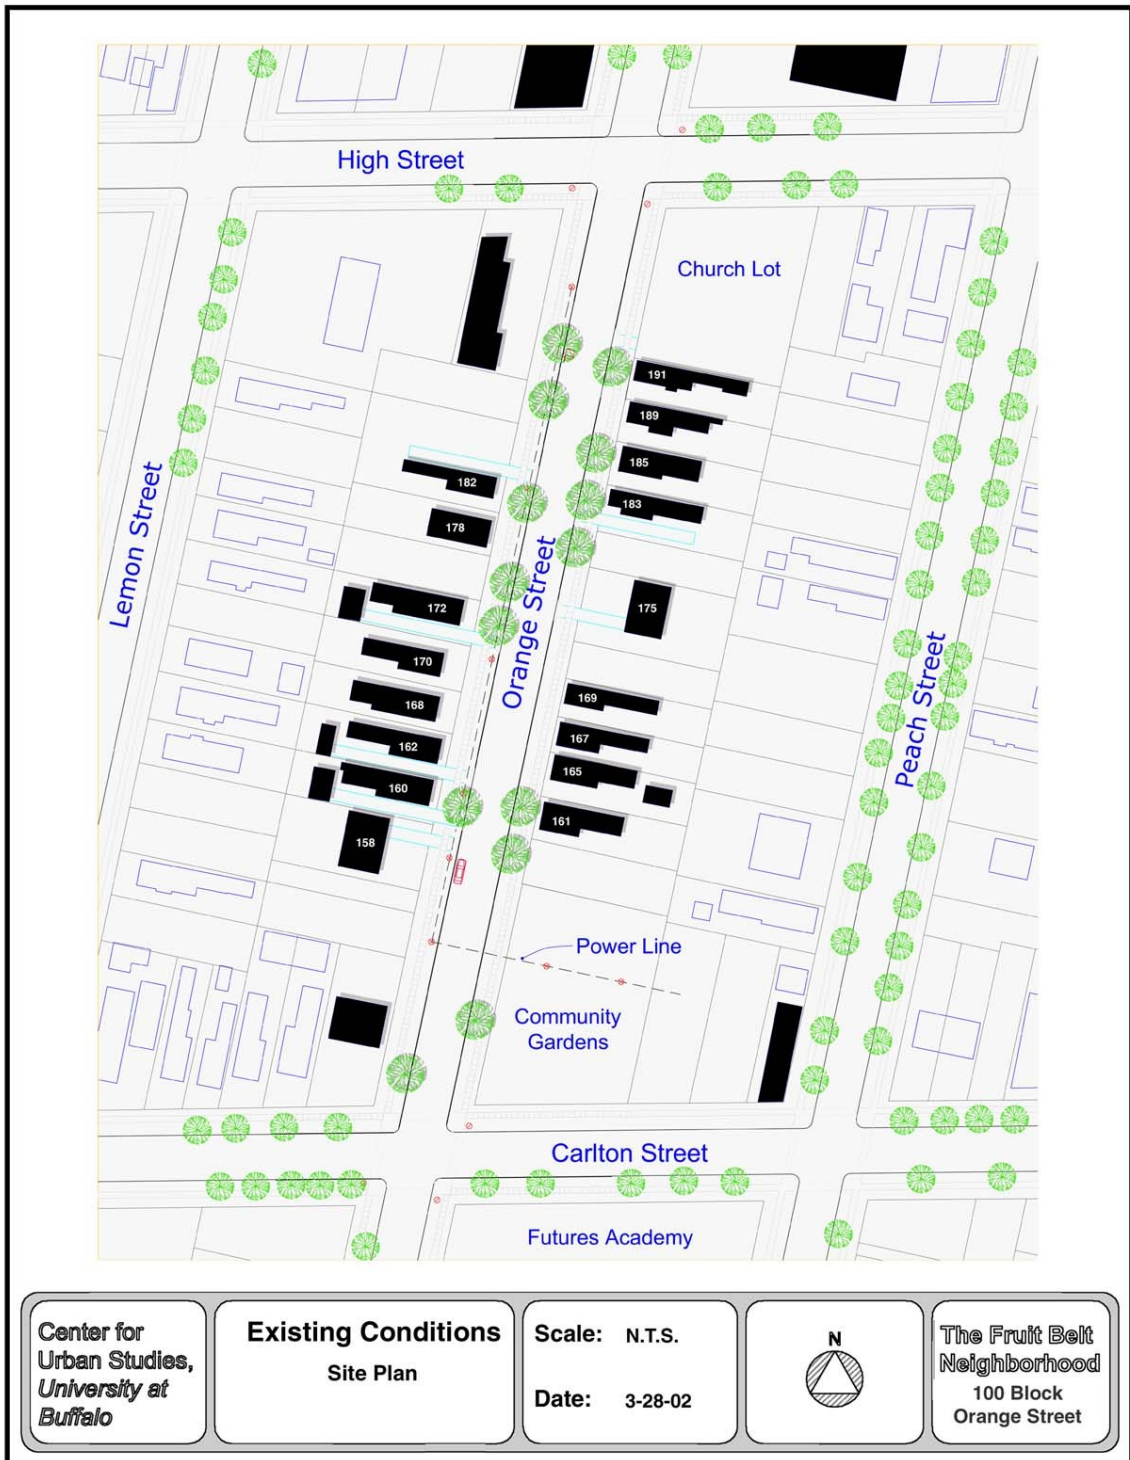 High Street
Church Lot
191
189
185
183
182
178
172
175
170
168
169
162
167
160
165
158
161
Lemon Street
Orange Street
Peach Street
Power Line
Community
Gardens
Carlton Street
Futures Academy
Center for
Urban Studies,
University at
Buffalo
Existing Conditions
Site Plan
Scale: N.T.S.
Date: 3-28-02
N
The Fruit Belt
Neighborhood
100 Block
Orange Street